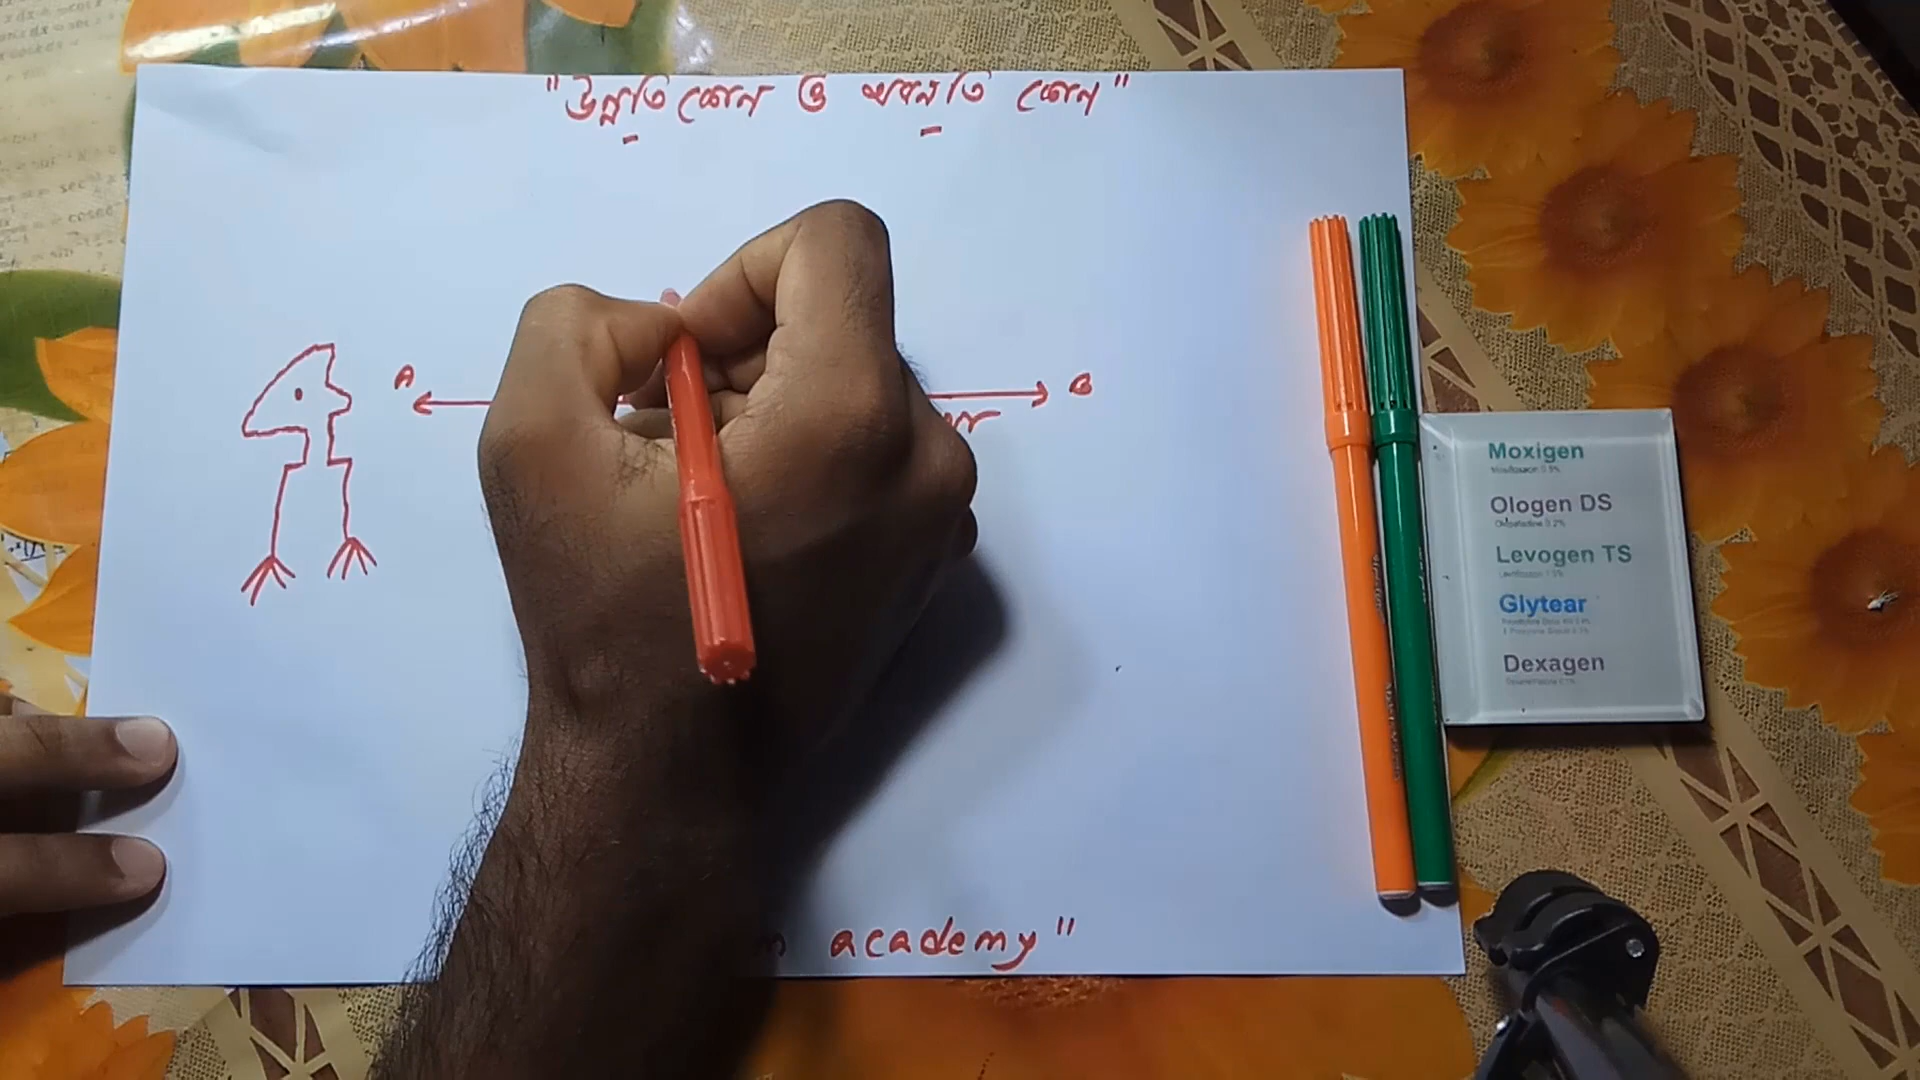 "উন্নতি কোন ও অবনতি কোন"
A
B
academy"
Moxigen
Ologen DS
Levogen TS
Glytear
Dexagen